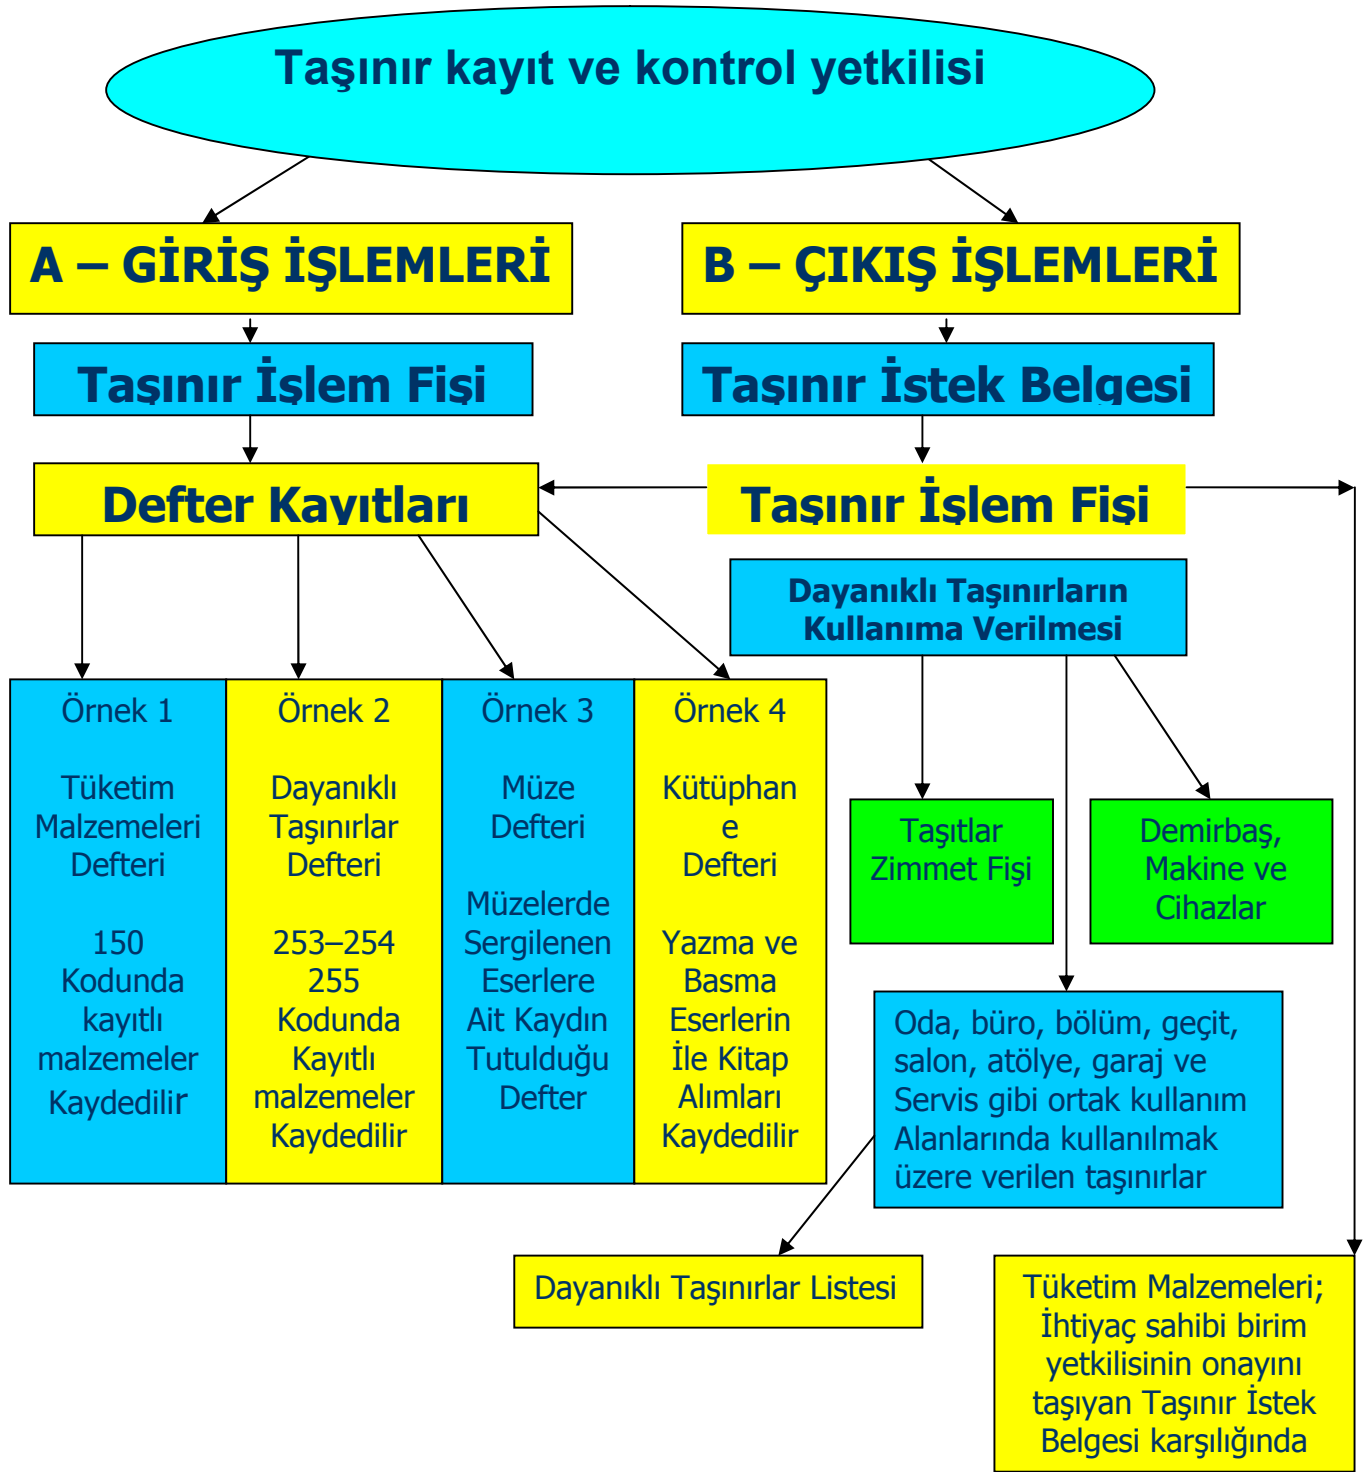 Taşınır kayıt ve kontrol yetkilisi
A – GİRİŞ İŞLEMLERİ
B – ÇIKIŞ İŞLEMLERİ
Taşınır İşlem Fişi
Taşınır İstek Belgesi
Defter Kayıtları
Taşınır İşlem Fişi
Dayanıklı Taşınırların
Kullanıma Verilmesi
Örnek 1
Tüketim
Malzemeleri
Defteri
150
Kodunda
kayıtlı
malzemeler
Kaydedilir
Örnek 2
Dayanıklı
Taşınırlar
Defteri
253–254
255
Kodunda
Kayıtlı
malzemeler
Kaydedilir
Örnek 3
Müze
Defteri
Müzelerde
Sergilenen
Eserlere
Ait Kaydın
Tutulduğu
Defter
Örnek 4
Kütüphan
e
Defteri
Yazma ve
Basma
Eserlerin
İle Kitap
Alımları
Kaydedilir
Taşıtlar
Zimmet Fişi
Demirbaş,
Makine ve
Cihazlar
Oda, büro, bölüm, geçit,
salon, atölye, garaj ve
Servis gibi ortak kullanım
Alanlarında kullanılmak
üzere verilen taşınırlar
Dayanıklı Taşınırlar Listesi
Tüketim Malzemeleri;
İhtiyaç sahibi birim
yetkilisinin onayını
taşıyan Taşınır İstek
Belgesi karşılığında